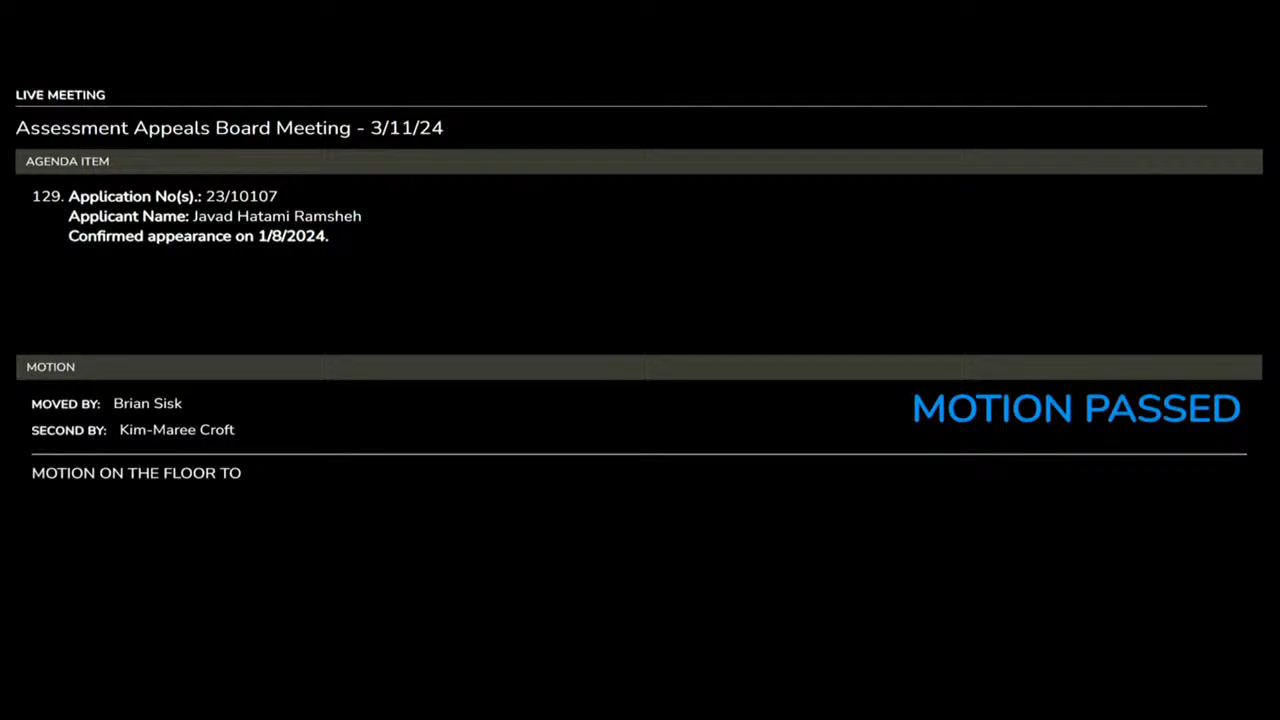 LIVE MEETING
Assessment Appeals Board Meeting - 3/11/24
AGENDA ITEM
129. Application No(s).: 23/10107
Applicant Name: Javad Hatami Ramsheh
Confirmed appearance on 1/8/2024.
MOTION
MOVED BY: Brian Sisk
MOTION PASSED
SECOND BY: Kim-Maree Croft
MOTION ON THE FLOOR TO